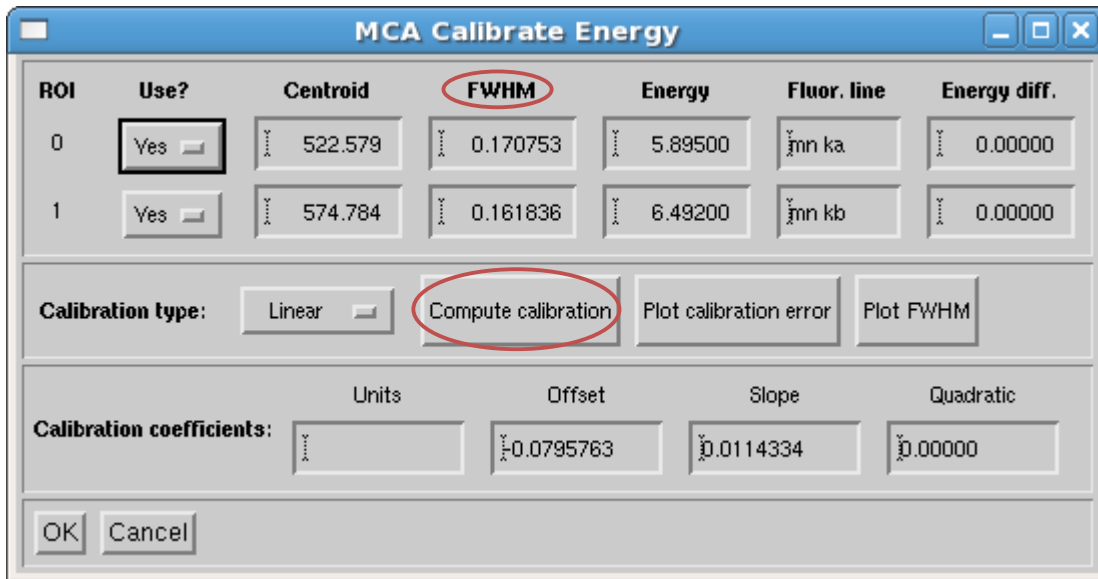 MCA Calibrate Energy
ROI Use? Centroid FWHM Energy Fluor. line Energy diff.
0 Yes 522.579 0.170753 5.89500 mn ka 0.00000
1 Yes 574.784 0.161836 6.49200 mn kb 0.00000
Calibration type: Linear Compute calibration Plot calibration error Plot FWHM
Units Offset Slope Quadratic
Calibration coefficients: -0.0795763 0.0114334 0.00000
OK Cancel